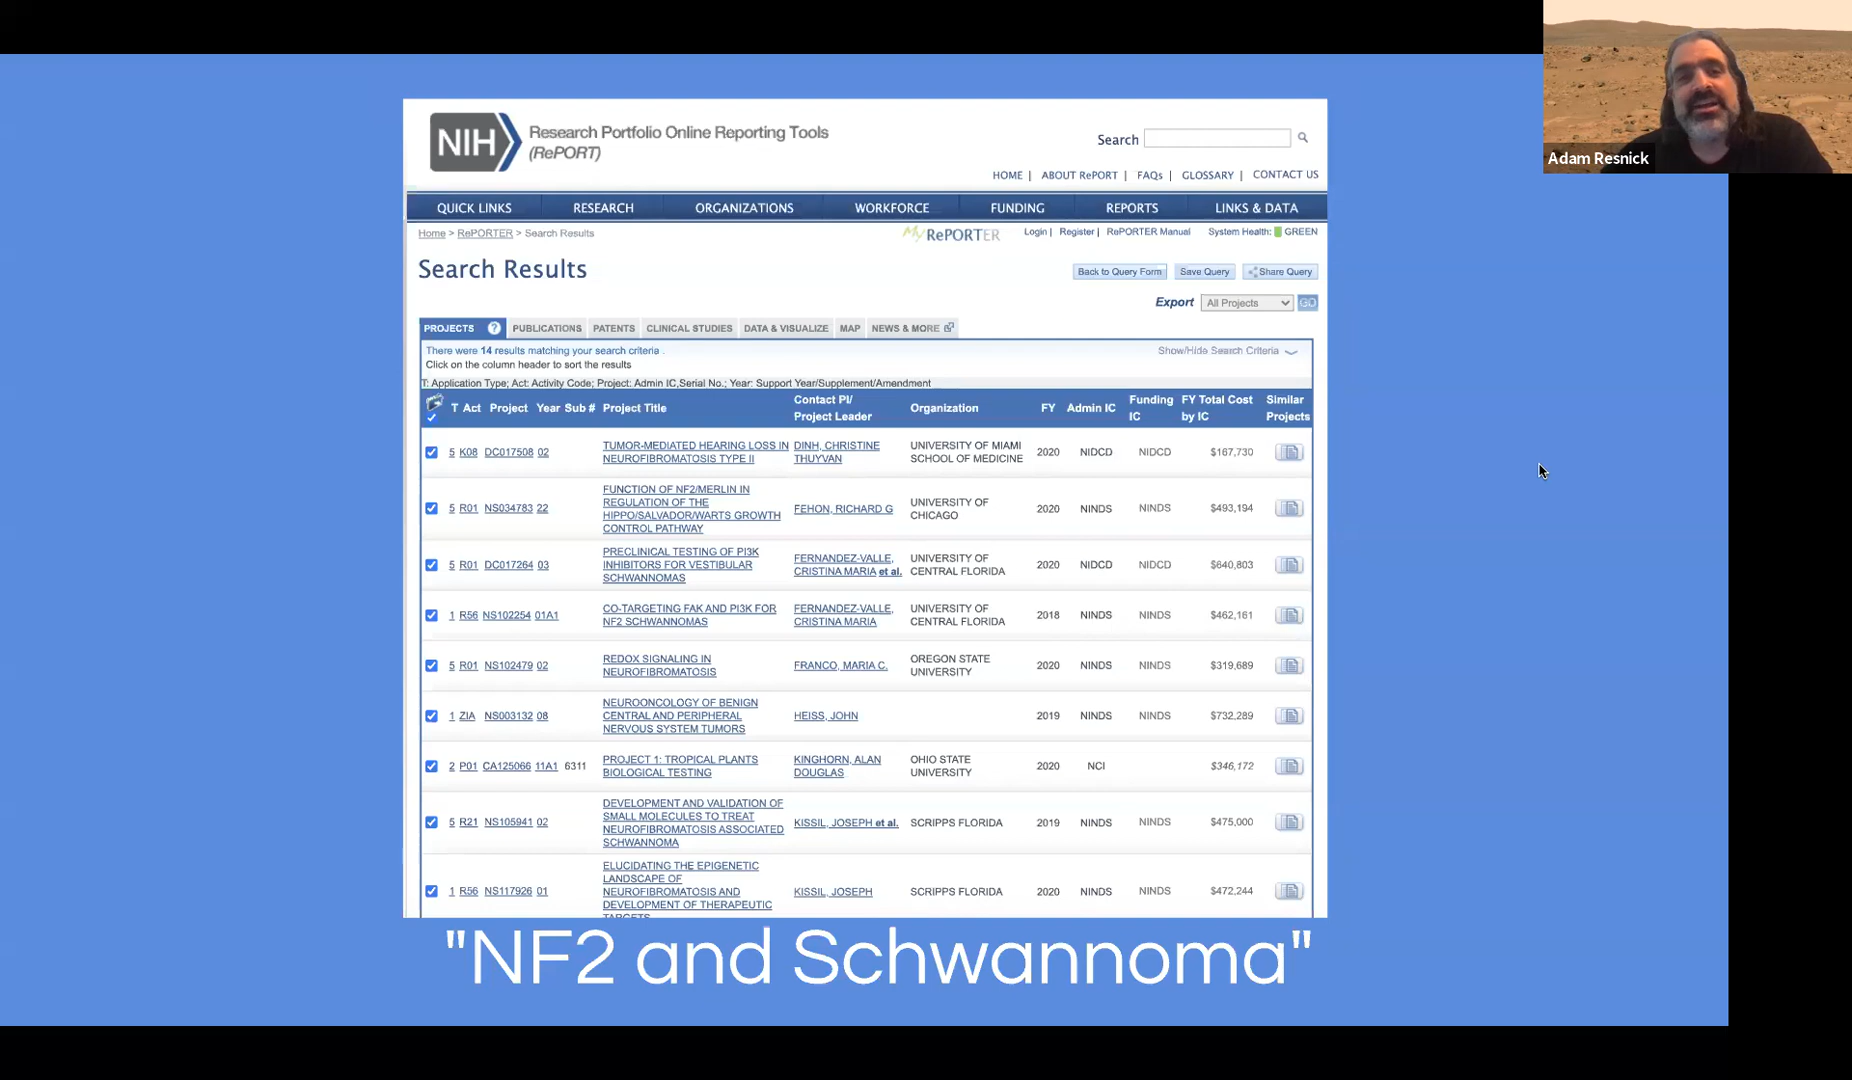 Adam Resnick
NIH
Research Portfolio Online Reporting Tools
(RePORT)
Search
HOME | ABOUT RePORT | FAQs | GLOSSARY | CONTACT US
QUICK LINKS RESEARCH ORGANIZATIONS WORKFORCE FUNDING REPORTS LINKS & DATA
Home > RePORTER > Search Results
My RePORTER Login | Register | RePORTER Manual System Health: GREEN
Search Results
Back to Query Form Save Query Share Query
Export All Projects GO
PROJECTS ? PUBLICATIONS PATENTS CLINICAL STUDIES DATA & VISUALIZE MAP NEWS & MORE
There were 14 results matching your search criteria .
Show/Hide Search Criteria
Click on the column header to sort the results
T: Application Type; Act: Activity Code; Project: Admin IC,Serial No.; Year: Support Year/Supplement/Amendment
T Act Project Year Sub # Project Title Contact PI/ Project Leader Organization FY Admin IC Funding IC FY Total Cost by IC Similar Projects
5 K08 DC017508 02 TUMOR-MEDIATED HEARING LOSS IN NEUROFIBROMATOSIS TYPE II DINH, CHRISTINE THUYVAN UNIVERSITY OF MIAMI SCHOOL OF MEDICINE 2020 NIDCD NIDCD $167,730
5 R01 NS034783 22 FUNCTION OF NF2/MERLIN IN REGULATION OF THE HIPPO/SALVADOR/WARTS GROWTH CONTROL PATHWAY FEHON, RICHARD G UNIVERSITY OF CHICAGO 2020 NINDS NINDS $493,194
5 R01 DC017264 03 PRECLINICAL TESTING OF PI3K INHIBITORS FOR VESTIBULAR SCHWANNOMAS FERNANDEZ-VALLE, CRISTINA MARIA et al. UNIVERSITY OF CENTRAL FLORIDA 2020 NIDCD NIDCD $640,803
1 R56 NS102254 01A1 CO-TARGETING FAK AND PI3K FOR NF2 SCHWANNOMAS FERNANDEZ-VALLE, CRISTINA MARIA UNIVERSITY OF CENTRAL FLORIDA 2018 NINDS NINDS $462,161
5 R01 NS102479 02 REDOX SIGNALING IN NEUROFIBROMATOSIS FRANCO, MARIA C. OREGON STATE UNIVERSITY 2020 NINDS NINDS $319,689
1 ZIA NS003132 08 NEUROONCOLOGY OF BENIGN CENTRAL AND PERIPHERAL NERVOUS SYSTEM TUMORS HEISS, JOHN 2019 NINDS NINDS $732,289
2 P01 CA125066 11A1 6311 PROJECT 1: TROPICAL PLANTS BIOLOGICAL TESTING KINGHORN, ALAN DOUGLAS OHIO STATE UNIVERSITY 2020 NCI $346,172
5 R21 NS105941 02 DEVELOPMENT AND VALIDATION OF SMALL MOLECULES TO TREAT NEUROFIBROMATOSIS ASSOCIATED SCHWANNOMA KISSIL, JOSEPH et al. SCRIPPS FLORIDA 2019 NINDS NINDS $475,000
1 R56 NS117926 01 ELUCIDATING THE EPIGENETIC LANDSCAPE OF NEUROFIBROMATOSIS AND DEVELOPMENT OF THERAPEUTIC TARGETS KISSIL, JOSEPH SCRIPPS FLORIDA 2020 NINDS NINDS $472,244
"NF2 and Schwannoma"